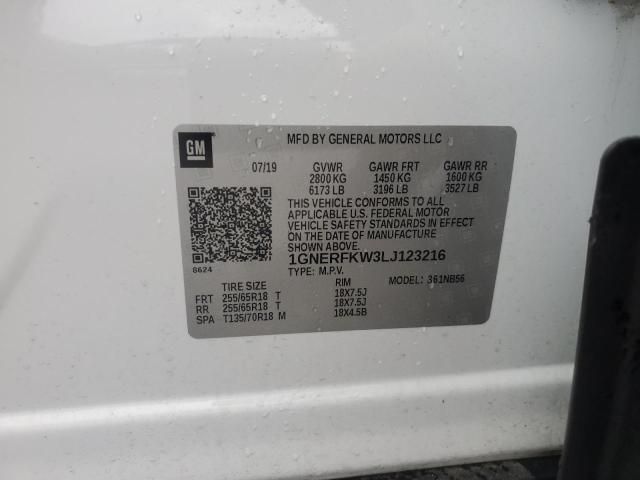 GM
MFD BY GENERAL MOTORS LLC
07/19 GVWR GAWR FRT GAWR RR
2800 KG 1450 KG 1600 KG
6173 LB 3196 LB 3527 LB
THIS VEHICLE CONFORMS TO ALL
APPLICABLE U.S. FEDERAL MOTOR
VEHICLE SAFETY STANDARDS IN EFFECT
ON THE DATE OF MANUFACTURE
SHOWN ABOVE.
1GNERFKW3LJ123216
8624
TYPE: M.P.V. MODEL: 361NB56
TIRE SIZE RIM
FRT 255/65R18 T 18X7.5J
RR 255/65R18 T 18X7.5J
SPA T135/70R18 M 18X4.5B